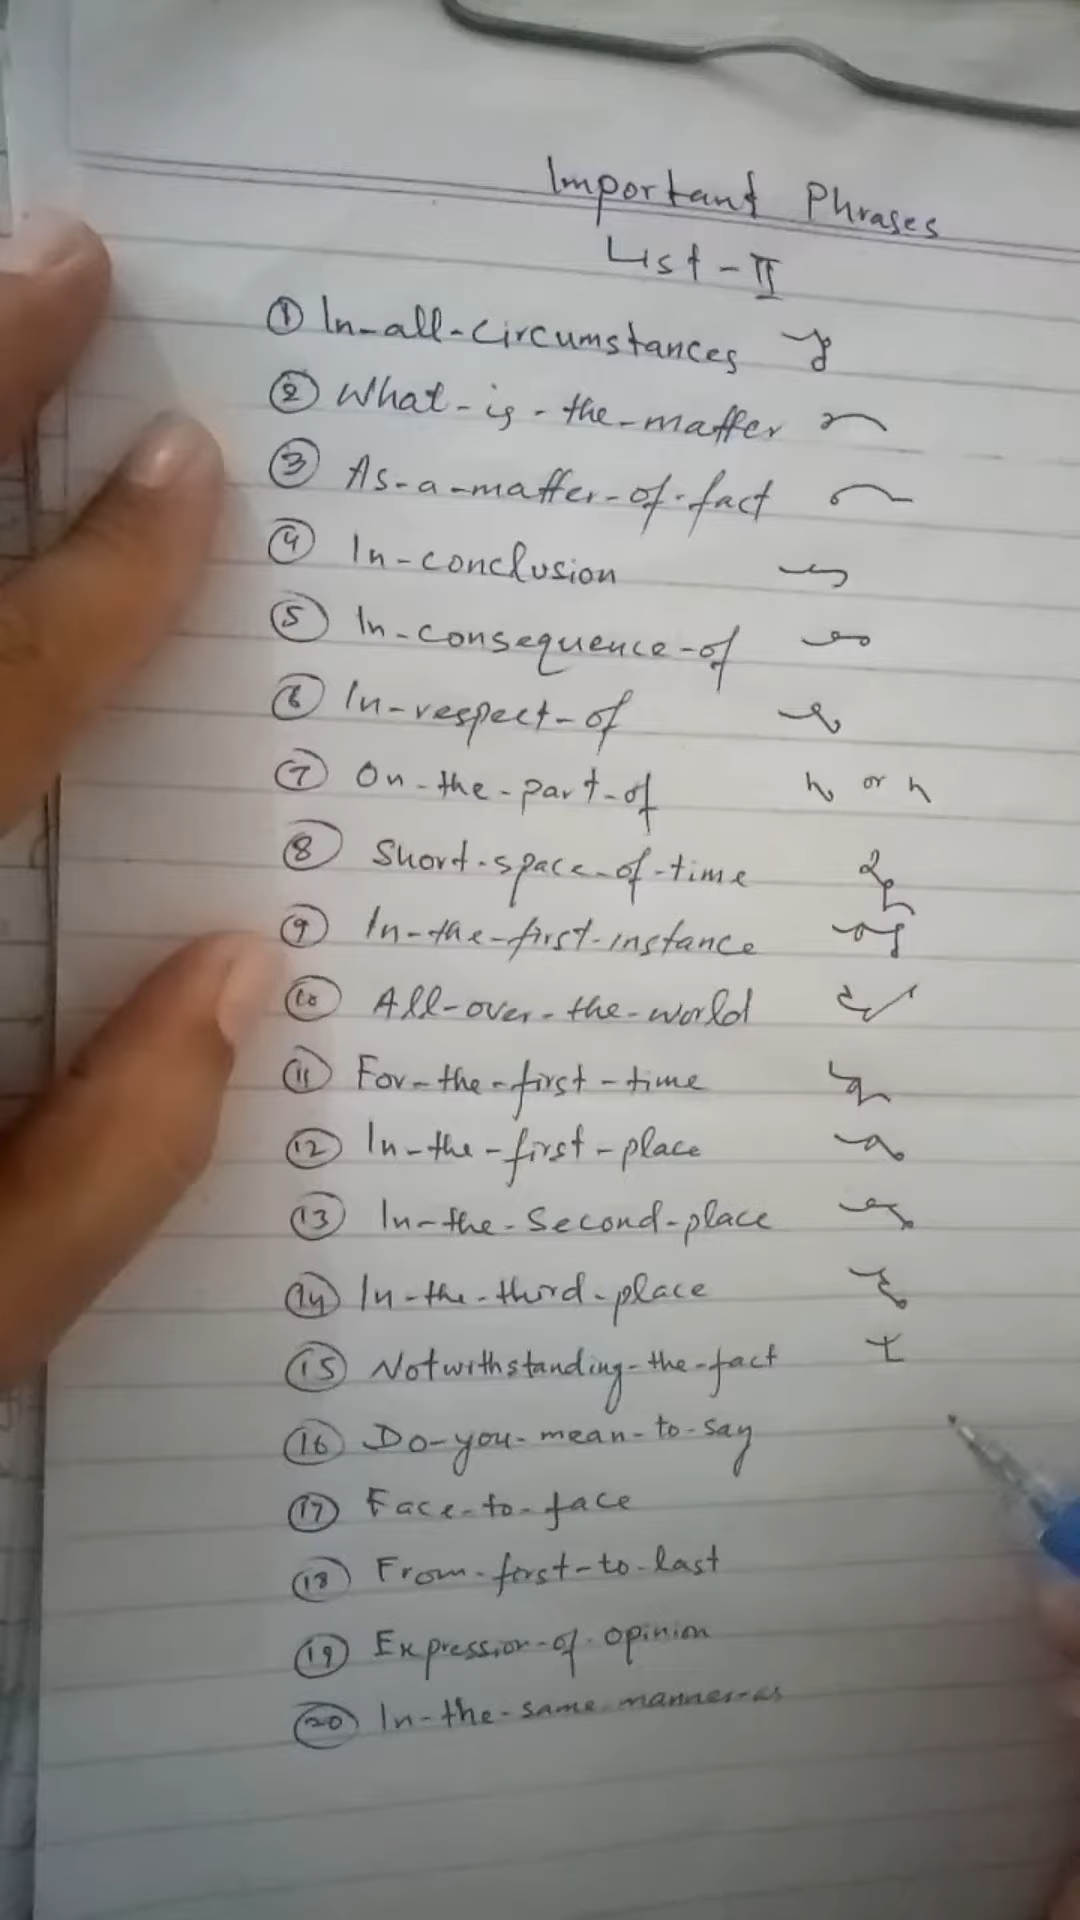 Important Phrases
List-II
① In-all-circumstances
② What-is-the-matter
③ As-a-matter-of-fact
④ In-conclusion
⑤ In-consequence-of
⑥ In-respect-of
⑦ On-the-part-of or
⑧ Short-space-of-time
⑨ In-the-first-instance
⑩ All-over-the-world
⑪ For-the-first-time
⑫ In-the-first-place
⑬ In-the-Second-place
⑭ In-the-third-place
⑮ Notwithstanding-the-fact
⑯ Do-you-mean-to-say
⑰ Face-to-face
⑱ From-first-to-last
⑲ Expression-of-opinion
⑳ In-the-same-manner-as